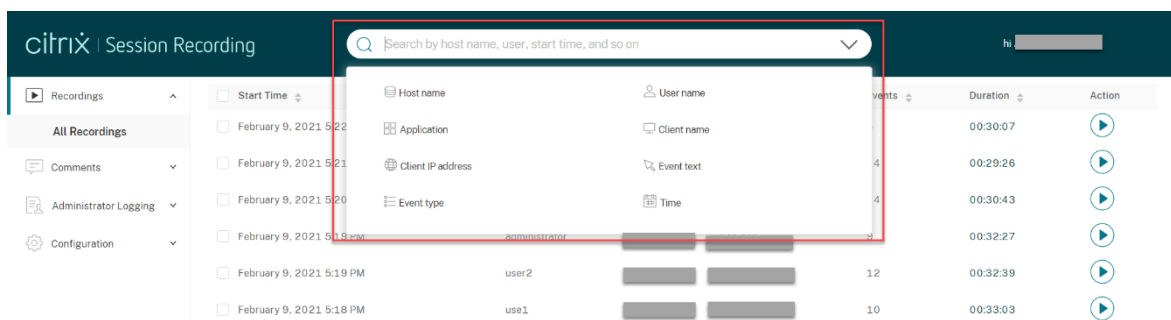 citrix | Session Recording
Search by host name, user, start time, and so on
hi
Recordings
Start Time
Host name
User name
Events
Duration
Action
All Recordings
February 9, 2021 5:22
Application
Client name
00:30:07
Comments
February 9, 2021 5:21
Client IP address
Event text
4
00:29:26
Administrator Logging
February 9, 2021 5:20
Event type
Time
4
00:30:43
Configuration
February 9, 2021 5:19 PM
administrator
9
00:32:27
February 9, 2021 5:19 PM
user2
12
00:32:39
February 9, 2021 5:18 PM
use1
10
00:33:03